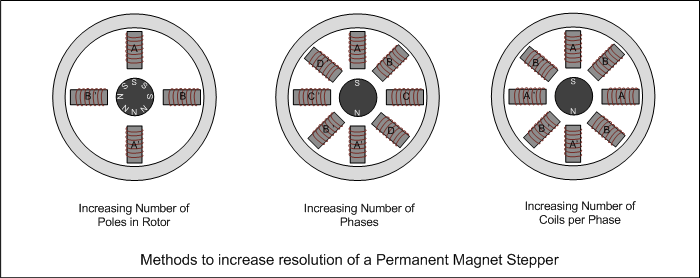 A
B'
B
A'
S S S S S
N N N N N
Increasing Number of
Poles in Rotor
A
D'
B
C'
C
S
N
B'
D
A'
Increasing Number of
Phases
A
B'
B
A'
A
S
N
B'
B
A'
Increasing Number of
Coils per Phase
Methods to increase resolution of a Permanent Magnet Stepper